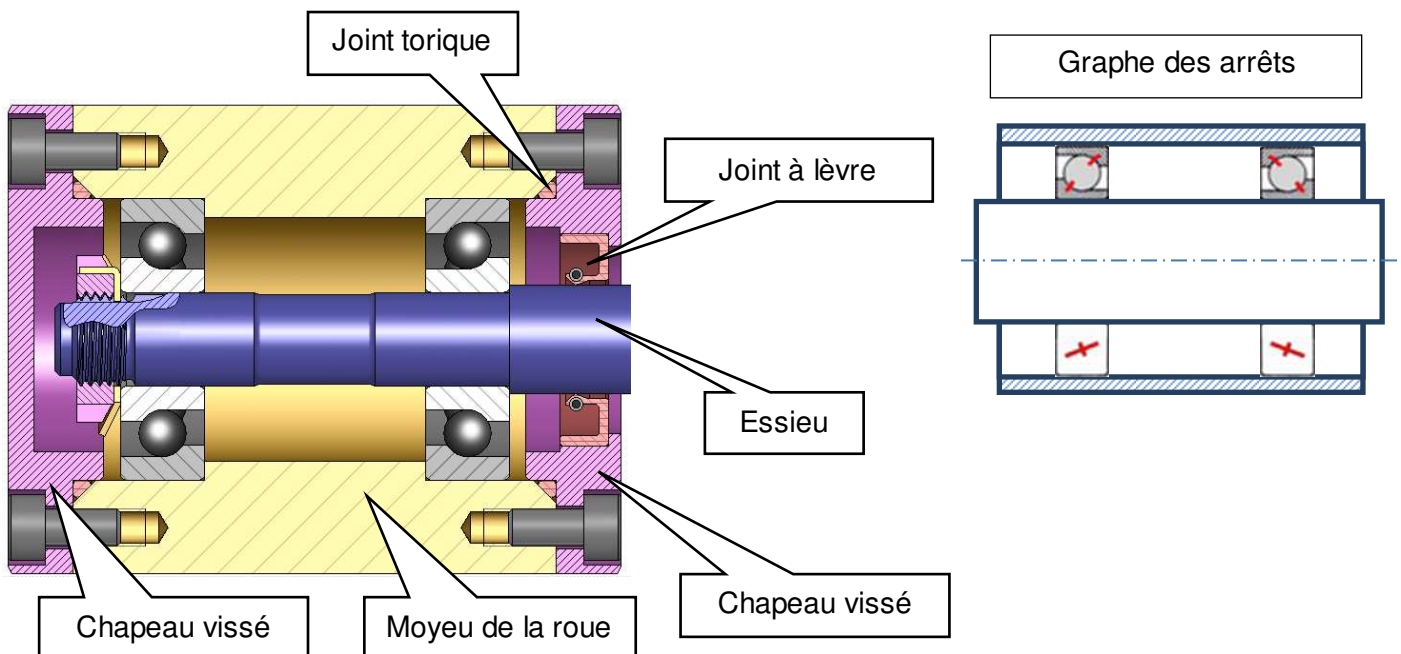 Joint torique
Graphe des arrêts
Joint à lèvre
Essieu
Chapeau vissé
Chapeau vissé
Moyeu de la roue